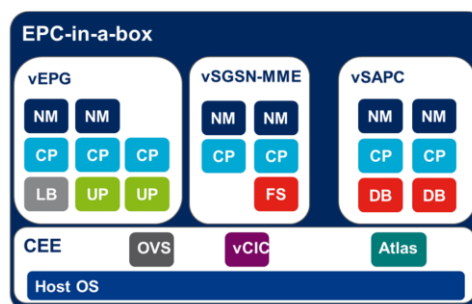 EPC-in-a-box
vEPG
NM NM
CP CP CP
LB UP UP
vSGSN-MME
NM NM
CP CP
FS
vSAPC
NM NM
CP CP
DB DB
CEE OVS vCIC Atlas
Host OS